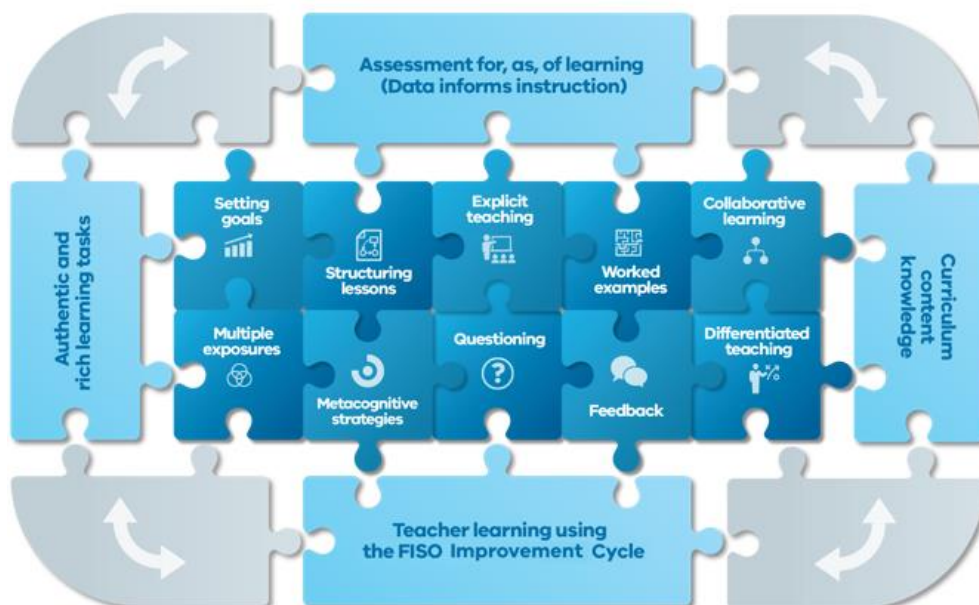 Assessment for, as, of learning
(Data informs instruction)
Authentic and
rich learning tasks
Setting
goals
Structuring
lessons
Explicit
teaching
Worked
examples
Collaborative
learning
Multiple
exposures
Metacognitive
strategies
Questioning
?
Feedback
Differentiated
teaching
Curriculum
content
knowledge
Teacher learning using
the FISO Improvement Cycle